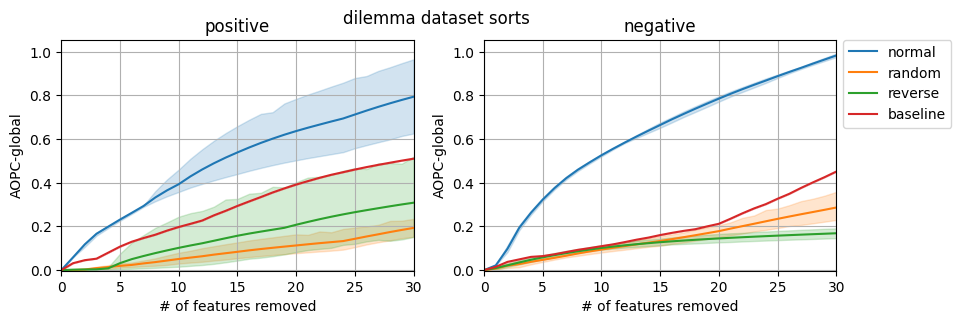 dilemma dataset sorts
positive
AOPC-global
1.0
0.8
0.6
0.4
0.2
0.0
0 5 10 15 20 25 30
# of features removed
negative
AOPC-global
1.0
0.8
0.6
0.4
0.2
0.0
0 5 10 15 20 25 30
# of features removed
normal
random
reverse
baseline